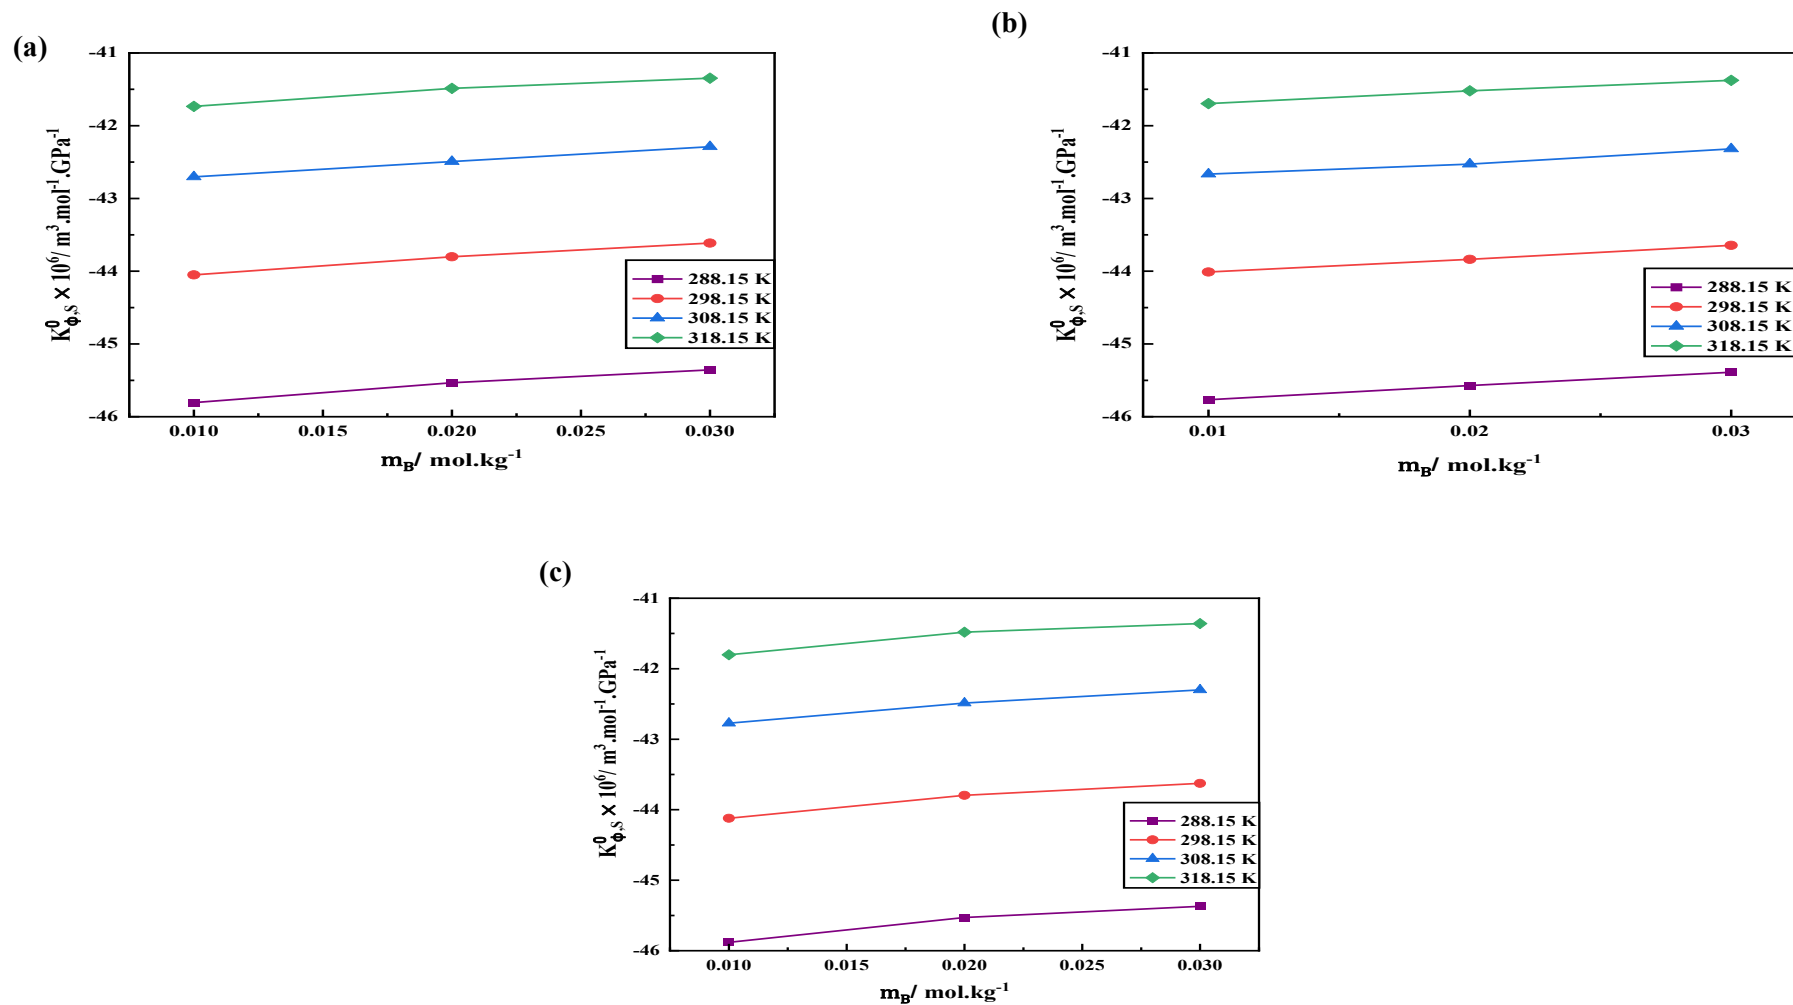 (a)
-41
-42
-43
-44
-45
-46
K⁰ϕ,S × 10⁶/ m³.mol⁻¹.GPa⁻¹
288.15 K
298.15 K
308.15 K
318.15 K
0.010 0.015 0.020 0.025 0.030
mB/ mol.kg⁻¹
(b)
-41
-42
-43
-44
-45
-46
K⁰ϕ,S × 10⁶/ m³.mol⁻¹.GPa⁻¹
288.15 K
298.15 K
308.15 K
318.15 K
0.01 0.02 0.03
mB/ mol.kg⁻¹
(c)
-41
-42
-43
-44
-45
-46
K⁰ϕ,S × 10⁶/ m³.mol⁻¹.GPa⁻¹
288.15 K
298.15 K
308.15 K
318.15 K
0.010 0.015 0.020 0.025 0.030
mB/ mol.kg⁻¹